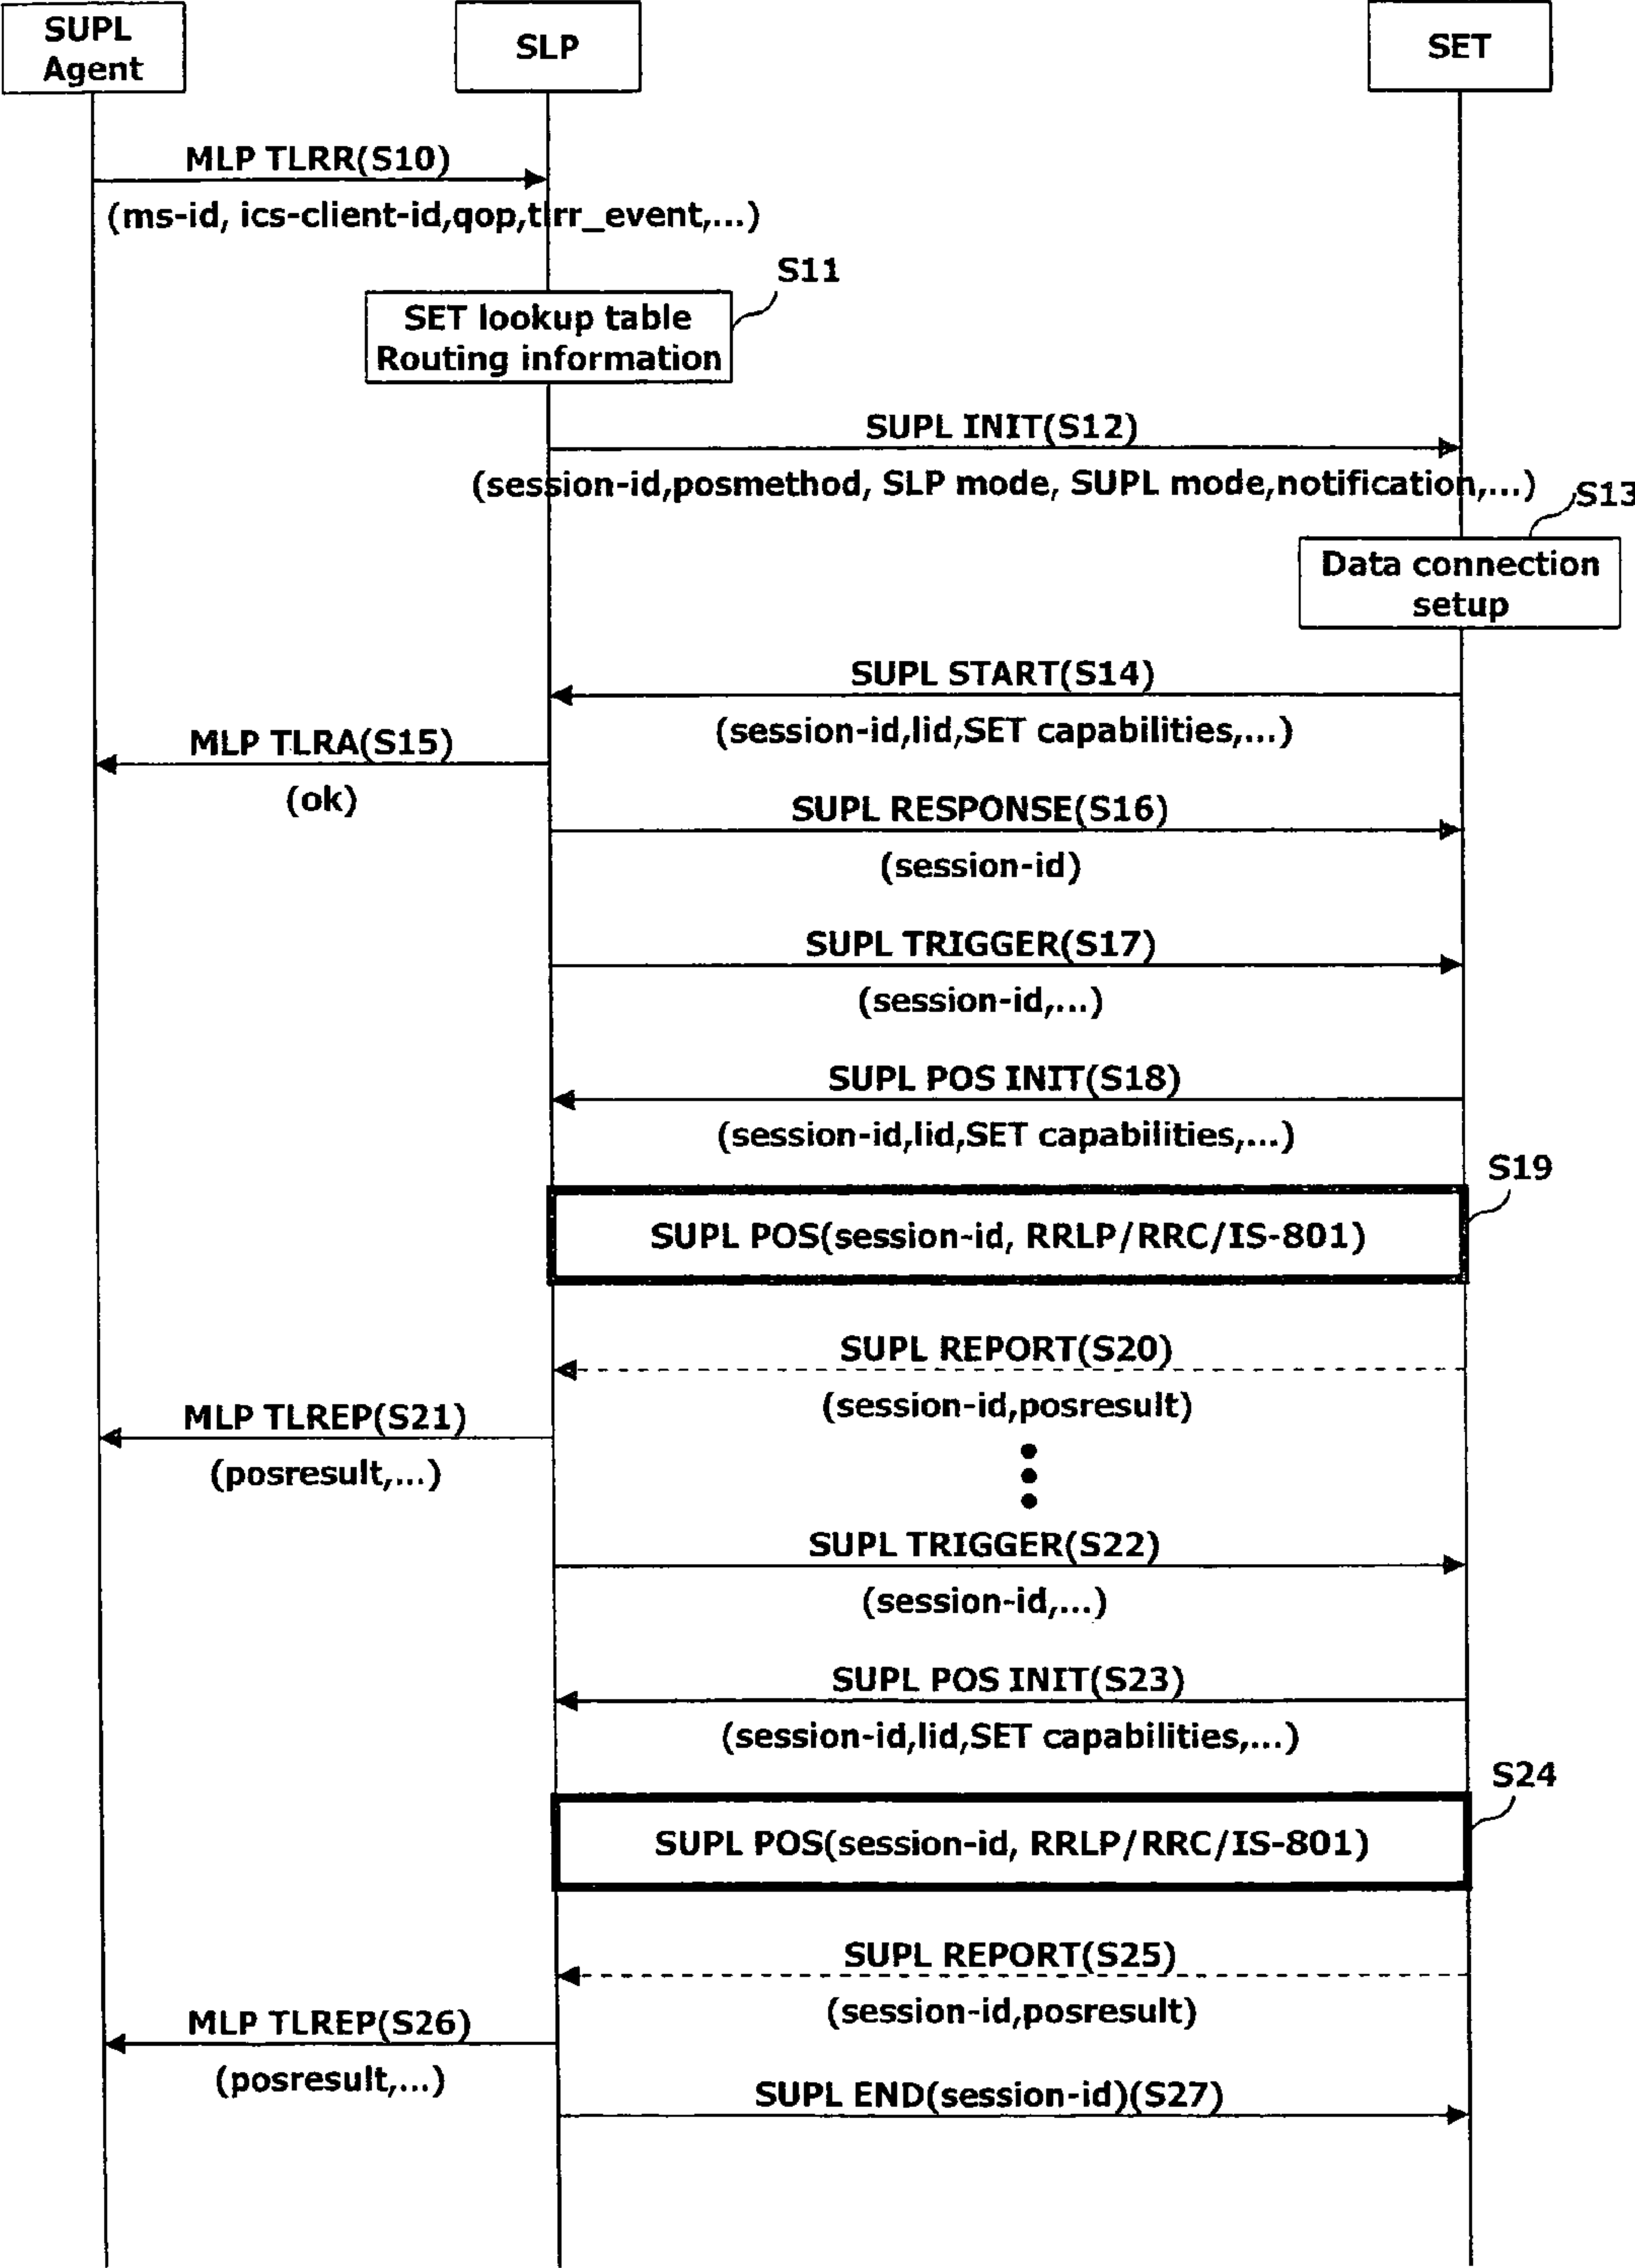 SUPL
Agent
SLP
SET
MLP TLRR(S10)
(ms-id, ics-client-id,qop,tlrr_event,...)
S11
SET lookup table
Routing information
SUPL INIT(S12)
(session-id,posmethod, SLP mode, SUPL mode,notification,...)
S13
Data connection
setup
SUPL START(S14)
(session-id,lid,SET capabilities,...)
MLP TLRA(S15)
(ok)
SUPL RESPONSE(S16)
(session-id)
SUPL TRIGGER(S17)
(session-id,...)
SUPL POS INIT(S18)
(session-id,lid,SET capabilities,...)
S19
SUPL POS(session-id, RRLP/RRC/IS-801)
SUPL REPORT(S20)
(session-id,posresult)
MLP TLREP(S21)
(posresult,...)
SUPL TRIGGER(S22)
(session-id,...)
SUPL POS INIT(S23)
(session-id,lid,SET capabilities,...)
S24
SUPL POS(session-id, RRLP/RRC/IS-801)
SUPL REPORT(S25)
(session-id,posresult)
MLP TLREP(S26)
(posresult,...)
SUPL END(session-id)(S27)